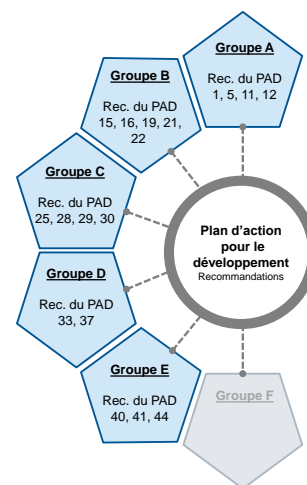 Groupe A
Rec. du PAD
1, 5, 11, 12
Groupe B
Rec. du PAD
15, 16, 19, 21,
22
Groupe C
Rec. du PAD
25, 28, 29, 30
Groupe D
Rec. du PAD
33, 37
Groupe E
Rec. du PAD
40, 41, 44
Groupe F
Plan d'action
pour le
développement
Recommandations